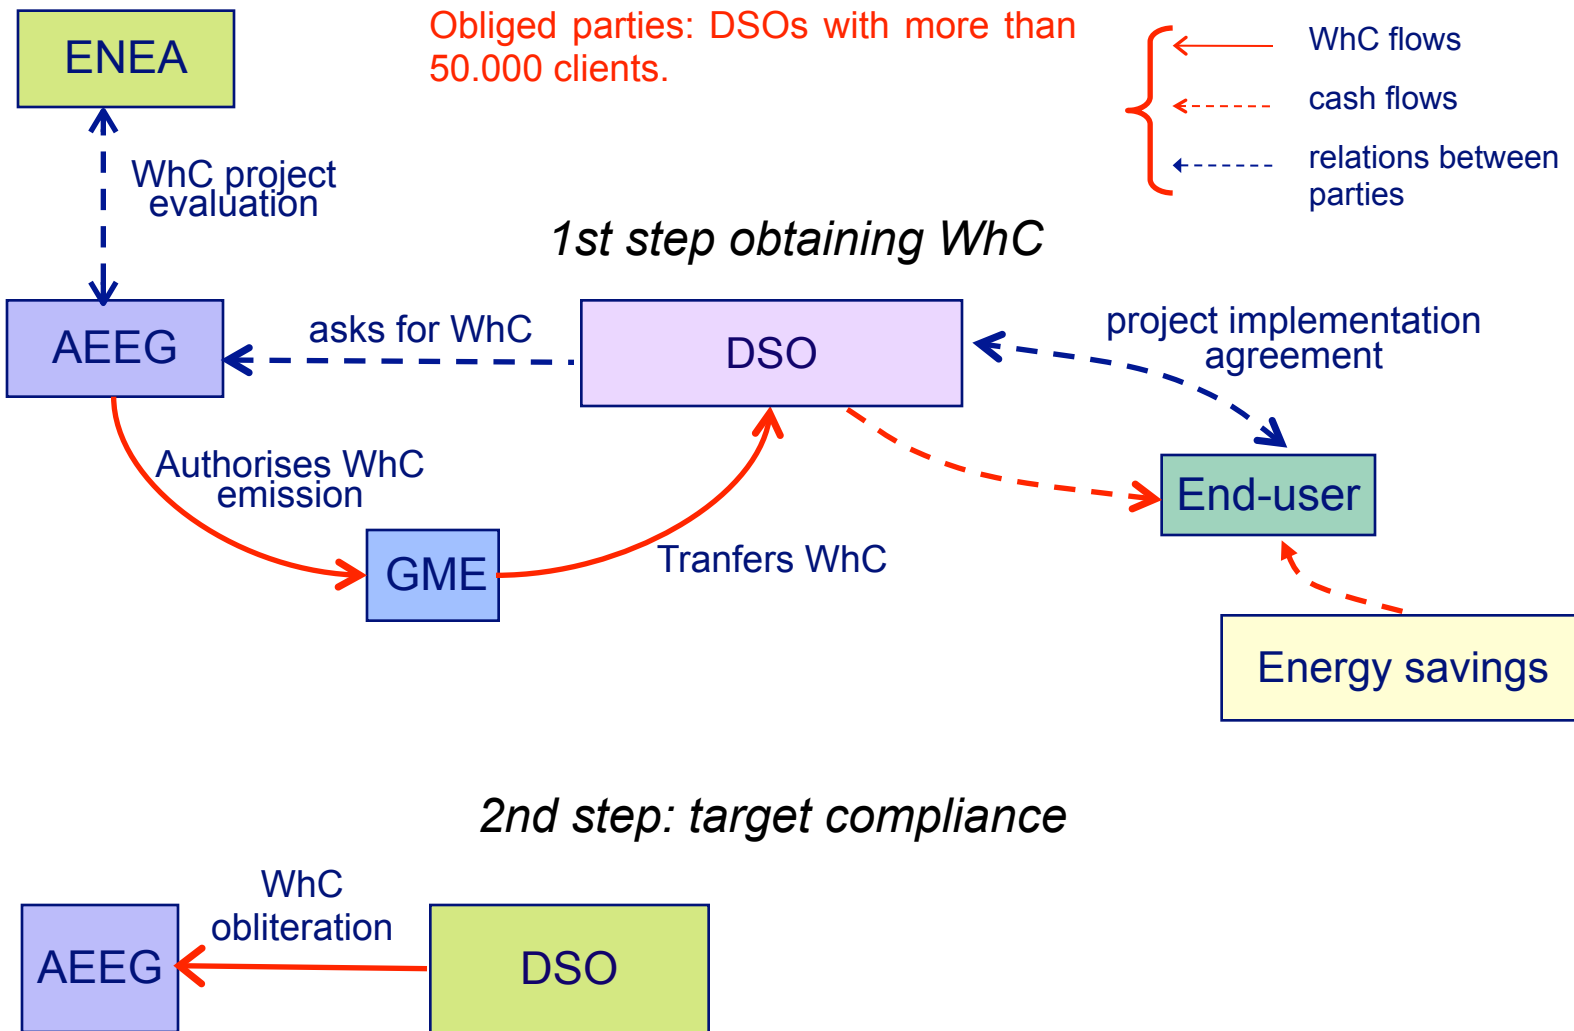 ENEA
Obliged parties: DSOs with more than
50.000 clients.
WhC flows
cash flows
relations between
parties
WhC project
evaluation
1st step obtaining WhC
AEEG
asks for WhC
DSO
project implementation
agreement
Authorises WhC
emission
GME
Tranfers WhC
End-user
Energy savings
2nd step: target compliance
WhC
obliteration
AEEG
DSO